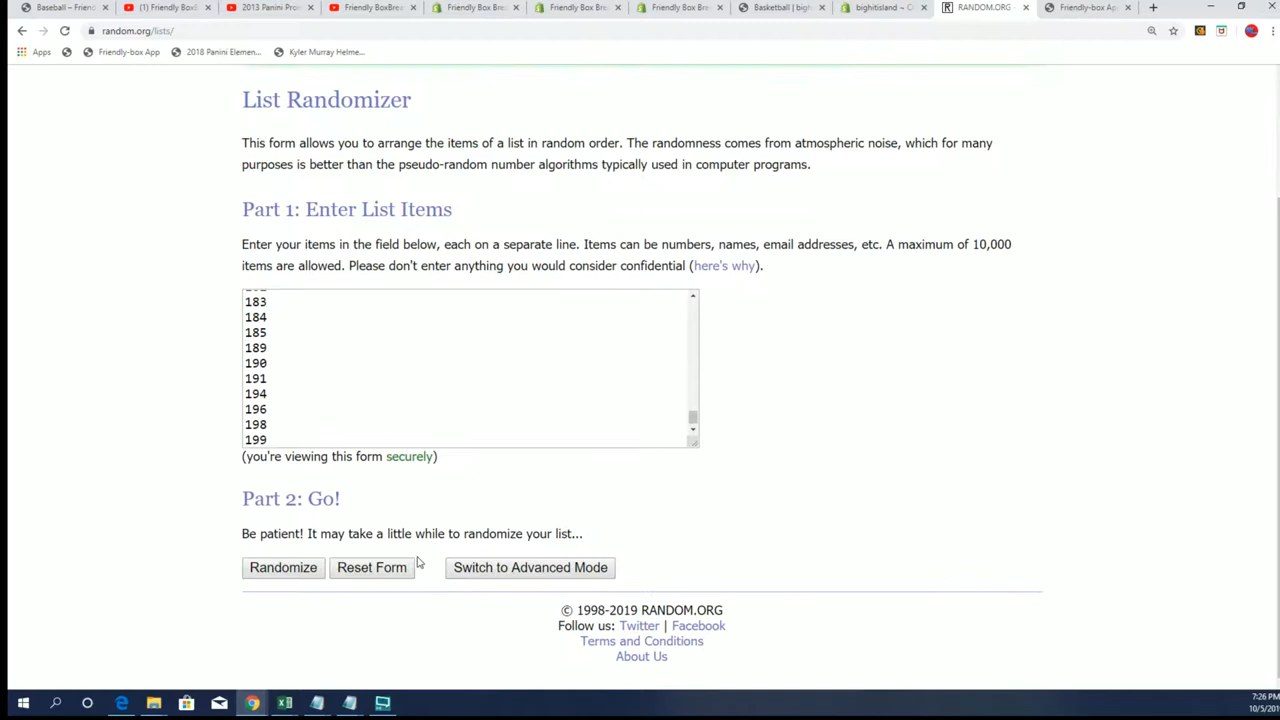 Baseball ~ Friend
(1) Friendly BoxB
2013 Panini Pro
Friendly BoxBrea
Friendly Box Bre
Friendly Box Bre
Friendly Box Bre
Basketball | bigh
bighitisland ~ O
RANDOM.ORG -
Friendly-box Ap
random.org/lists/
Apps
Friendly-box App
2018 Panini Elemen...
Kyler Murray Helme...
List Randomizer
This form allows you to arrange the items of a list in random order. The randomness comes from atmospheric noise, which for many
purposes is better than the pseudo-random number algorithms typically used in computer programs.
Part 1: Enter List Items
Enter your items in the field below, each on a separate line. Items can be numbers, names, email addresses, etc. A maximum of 10,000
items are allowed. Please don't enter anything you would consider confidential (here's why).
183
184
185
189
190
191
194
196
198
199
(you're viewing this form securely)
Part 2: Go!
Be patient! It may take a little while to randomize your list...
Randomize
Reset Form
Switch to Advanced Mode
© 1998-2019 RANDOM.ORG
Follow us: Twitter | Facebook
Terms and Conditions
About Us
7:26 PM
10/5/201